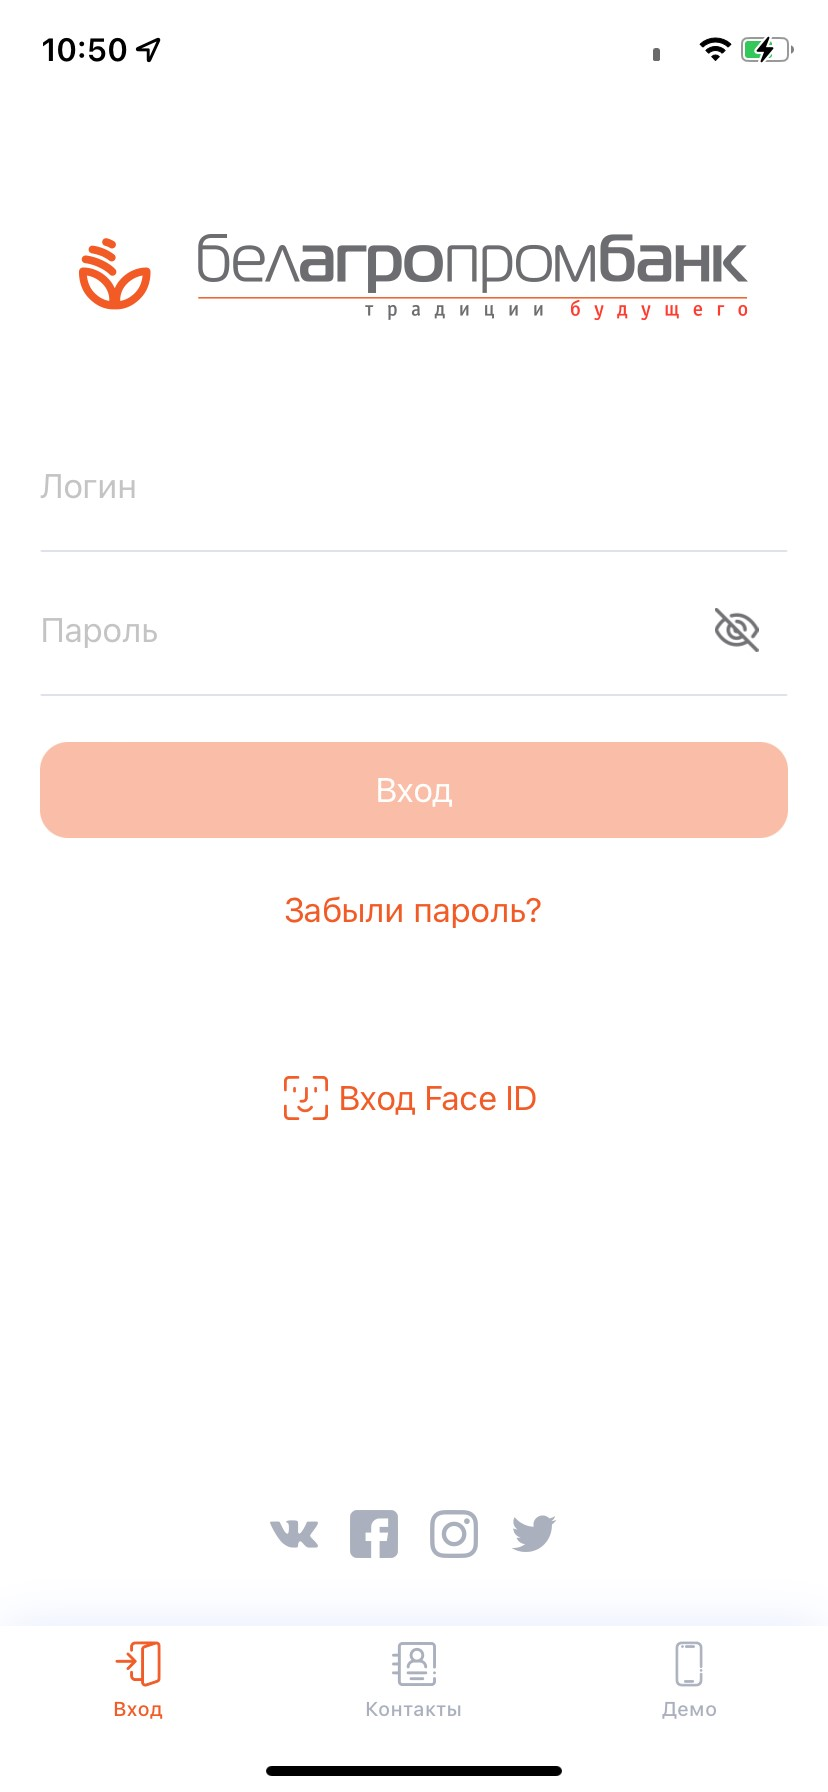 10:50
белагропромбанк
традиции будущего
Логин
Пароль
Вход
Забыли пароль?
Вход Face ID
Вход
Контакты
Демо